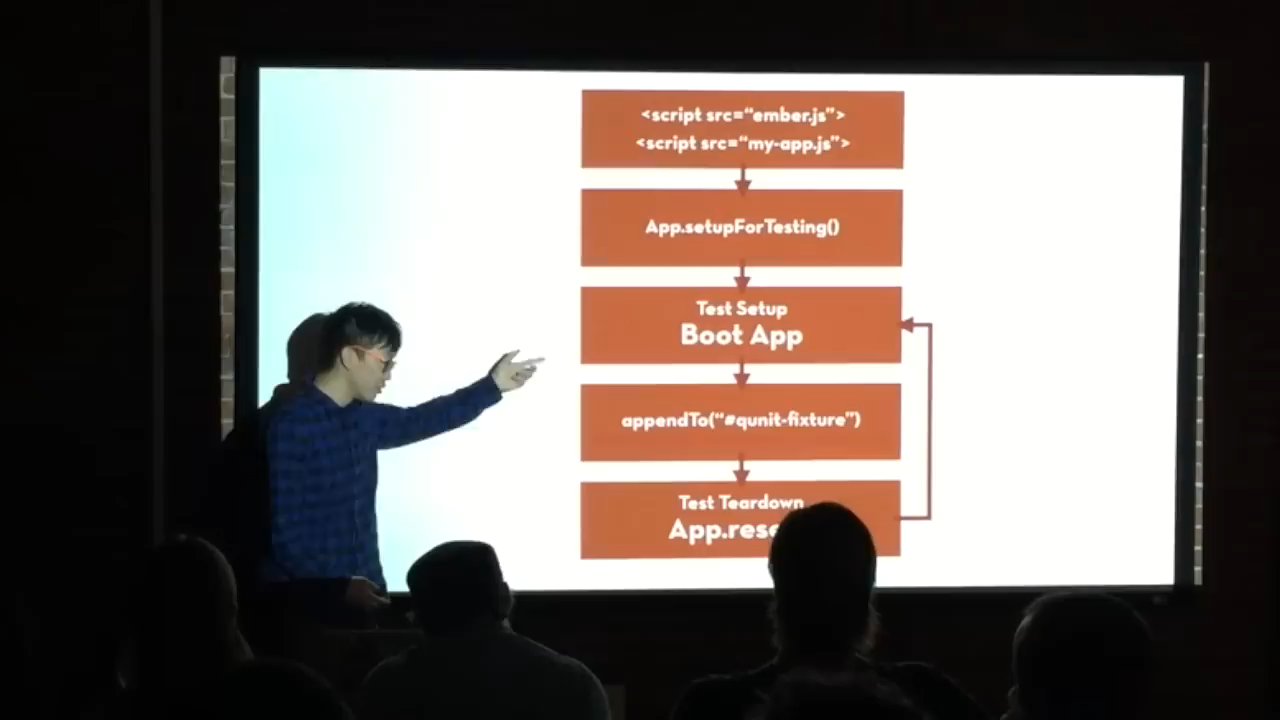 <script src=“ember.js”>
<script src=“my-app.js”>
App.setupForTesting()
Test Setup
Boot App
appendTo(“#qunit-fixture”)
Test Teardown